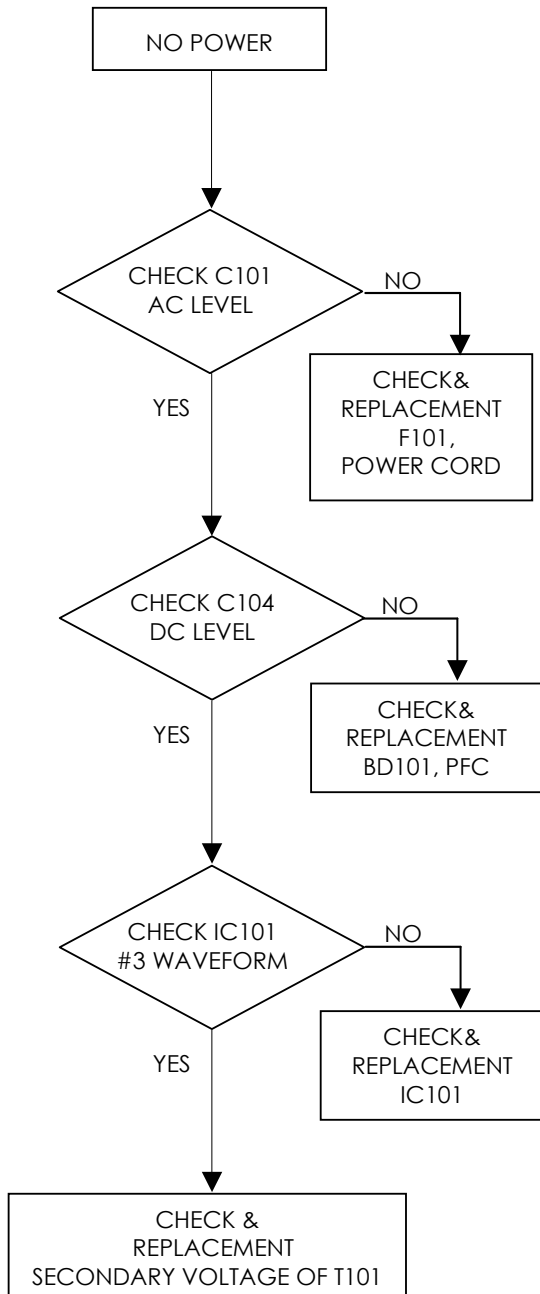 NO POWER
CHECK C101
AC LEVEL
NO
CHECK&
REPLACEMENT
F101,
POWER CORD
YES
CHECK C104
DC LEVEL
NO
CHECK&
REPLACEMENT
BD101, PFC
YES
CHECK IC101
#3 WAVEFORM
NO
CHECK&
REPLACEMENT
IC101
YES
CHECK &
REPLACEMENT
SECONDARY VOLTAGE OF T101